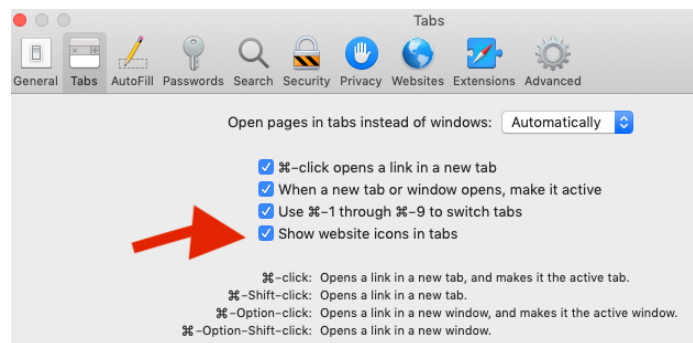 Tabs
General Tabs AutoFill Passwords Search Security Privacy Websites Extensions Advanced
Open pages in tabs instead of windows: Automatically
⌘-click opens a link in a new tab
When a new tab or window opens, make it active
Use ⌘-1 through ⌘-9 to switch tabs
Show website icons in tabs
⌘-click: Opens a link in a new tab, and makes it the active tab.
⌘-Shift-click: Opens a link in a new tab.
⌘-Option-click: Opens a link in a new window, and makes it the active window.
⌘-Option-Shift-click: Opens a link in a new window.